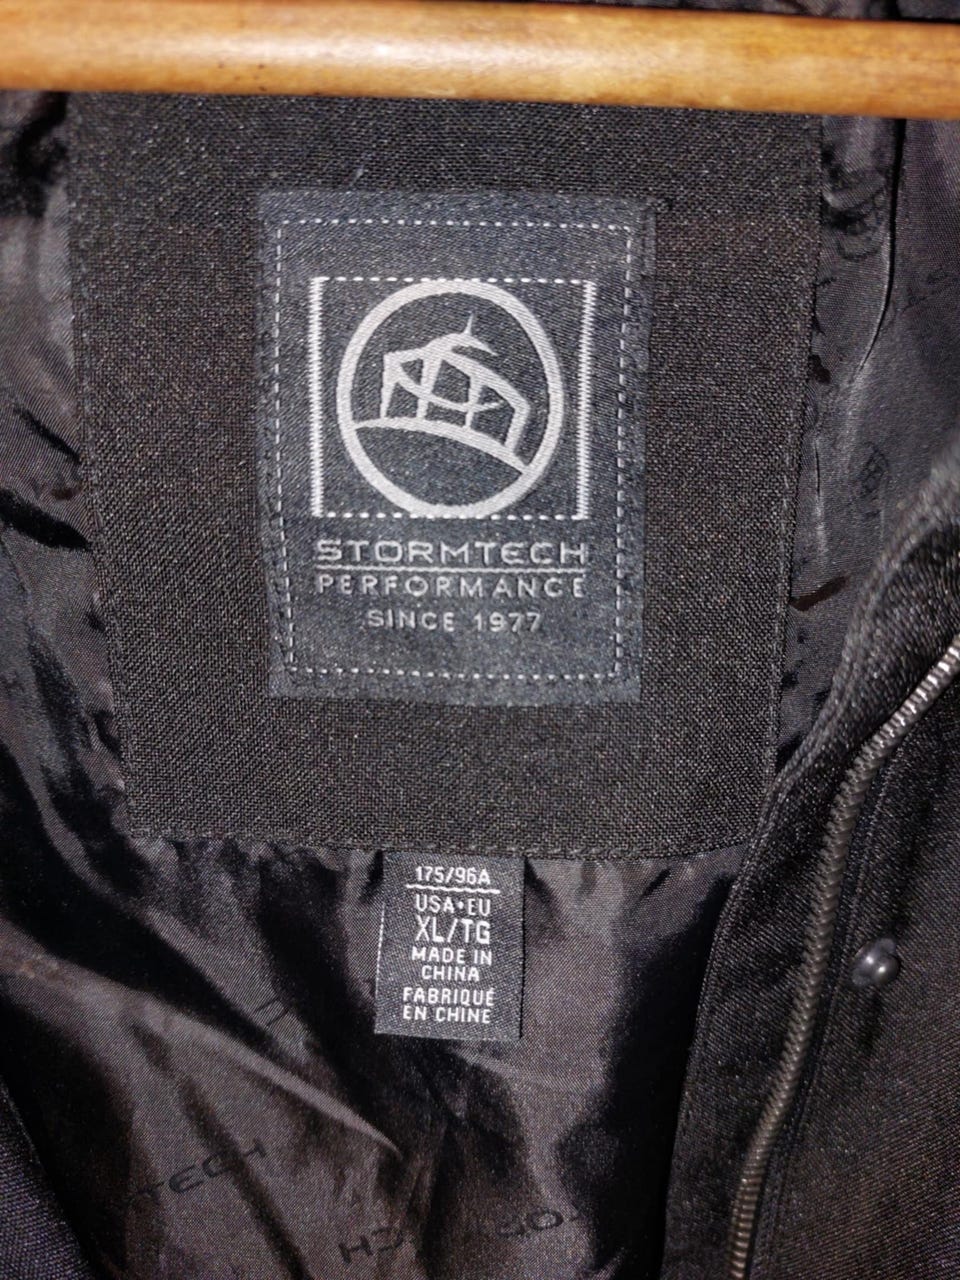 STORMTECH
PERFORMANCE
SINCE 1977
175/96A
USA•EU
XL/TG
MADE IN
CHINA
FABRIQUÉ
EN CHINE